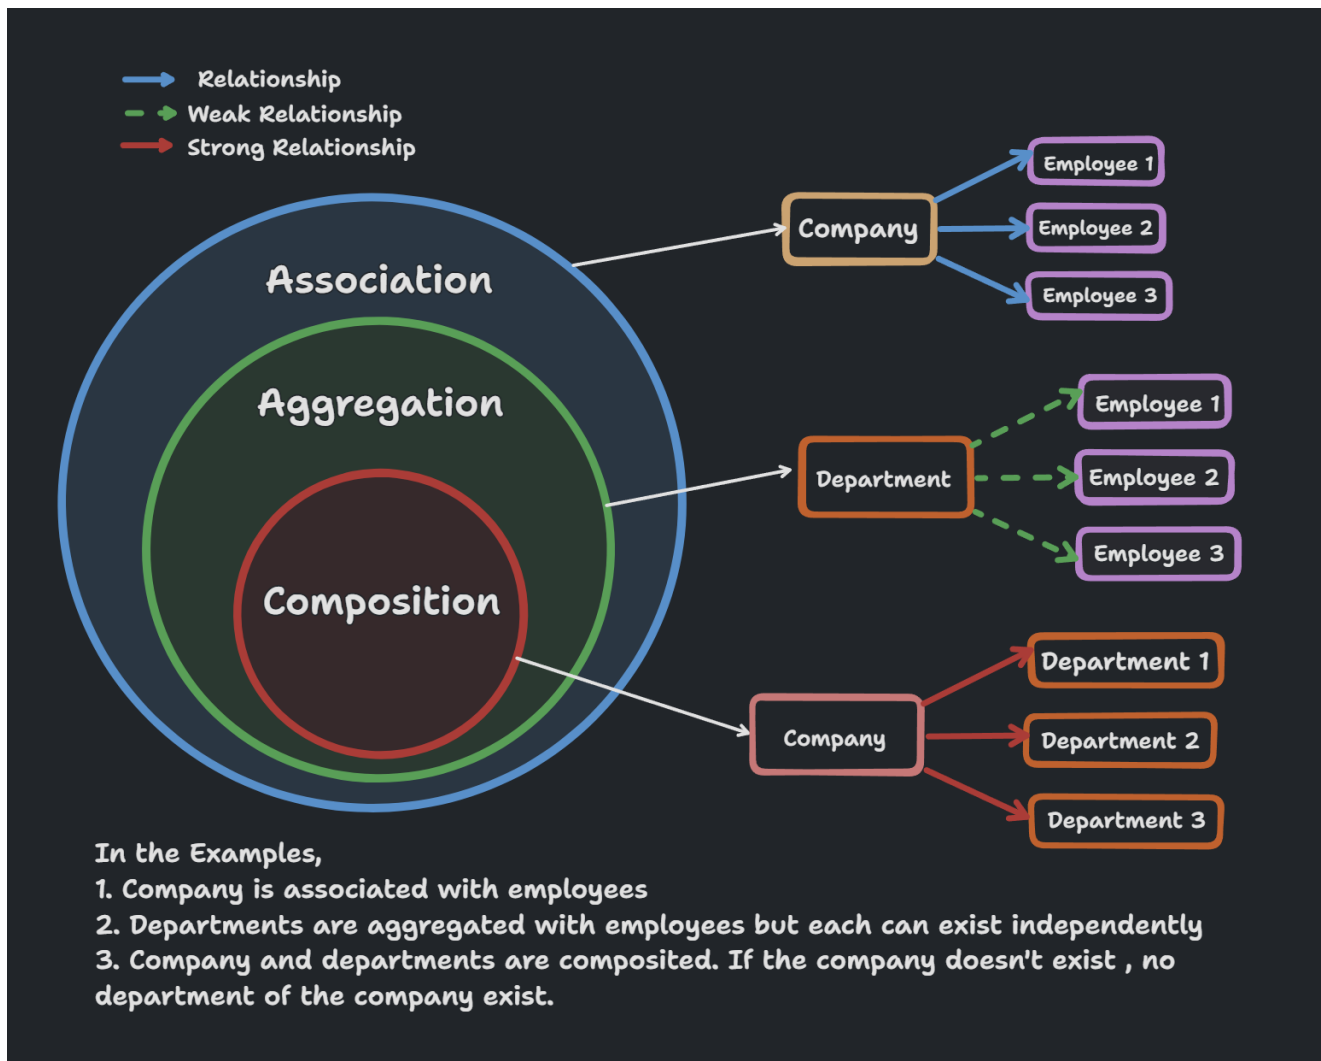 Relationship
Weak Relationship
Strong Relationship
Association
Aggregation
Composition
Company
Employee 1
Employee 2
Employee 3
Department
Employee 1
Employee 2
Employee 3
Company
Department 1
Department 2
Department 3
In the Examples,
1. Company is associated with employees
2. Departments are aggregated with employees but each can exist independently
3. Company and departments are composited. If the company doesn't exist , no
department of the company exist.